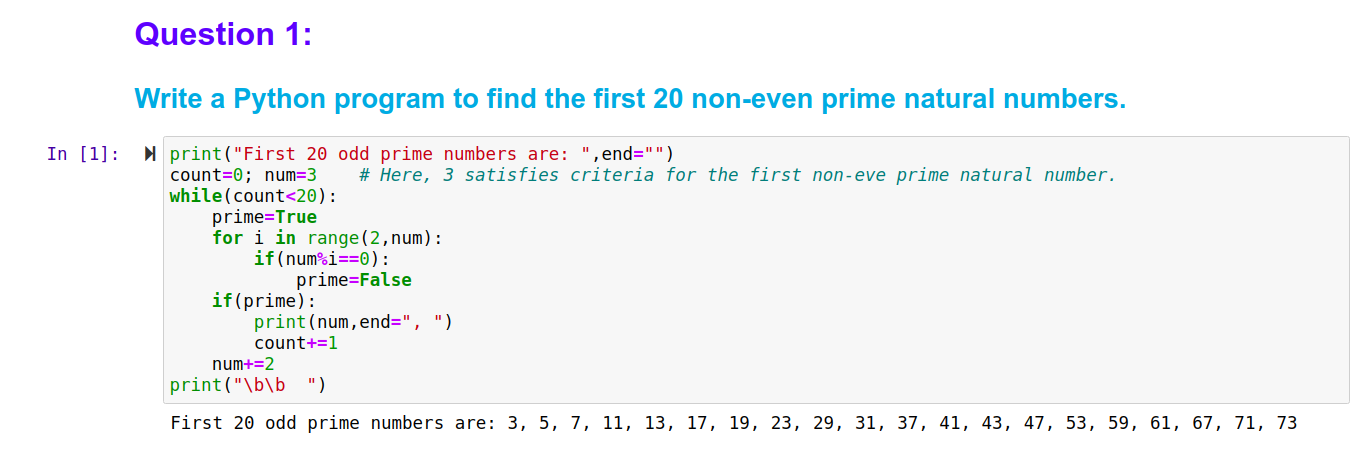 Question 1:
Write a Python program to find the first 20 non-even prime natural numbers.
In [1]:
print("First 20 odd prime numbers are: ",end="")
count=0; num=3    # Here, 3 satisfies criteria for the first non-eve prime natural number.
while(count<20):
    prime=True
    for i in range(2,num):
        if(num%i==0):
            prime=False
    if(prime):
        print(num,end=", ")
        count+=1
    num+=2
print("\b\b  ")
First 20 odd prime numbers are: 3, 5, 7, 11, 13, 17, 19, 23, 29, 31, 37, 41, 43, 47, 53, 59, 61, 67, 71, 73